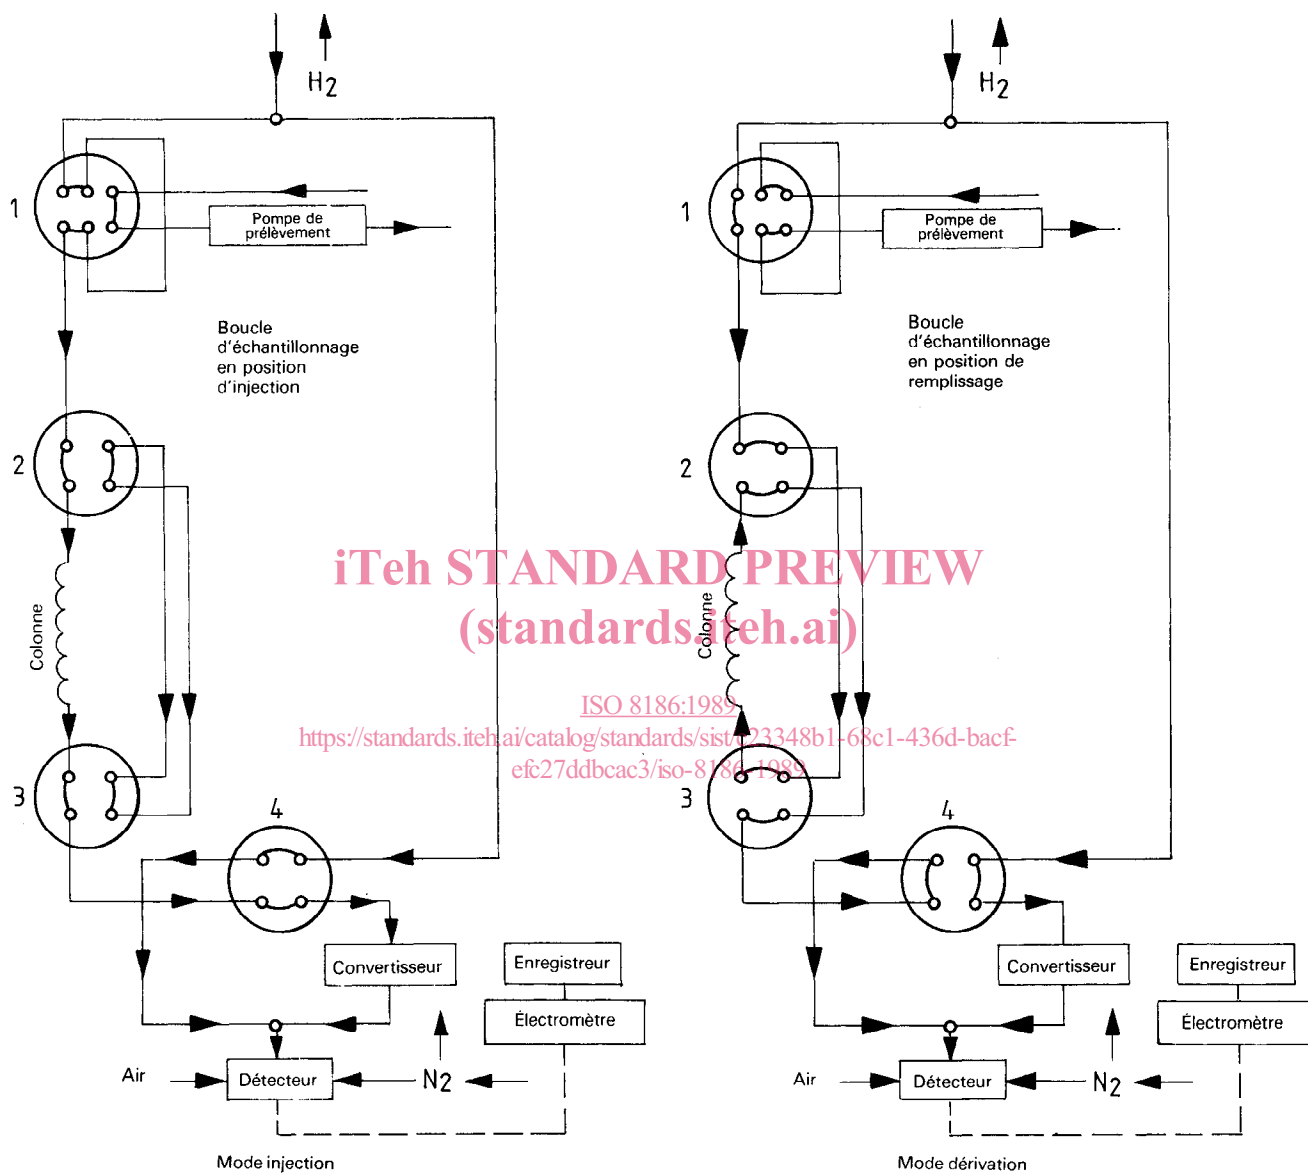 H2
H2
1
Pompe de
prélèvement
Boucle
d'échantillonnage
en position
d'injection
2
Colonne
3
4
Convertisseur
Enregistreur
Électromètre
Air
Détecteur
N2
Mode injection
1
Pompe de
prélèvement
Boucle
d'échantillonnage
en position de
remplissage
2
Colonne
3
4
Convertisseur
Enregistreur
Électromètre
Air
Détecteur
N2
Mode dérivation
iTeh STANDARD PREVIEW
(standards.iteh.ai)
ISO 8186:1989
https://standards.iteh.ai/catalog/standards/sist/c23348b1-68c1-436d-bacf-
efc27ddbcac3/iso-8186-1989